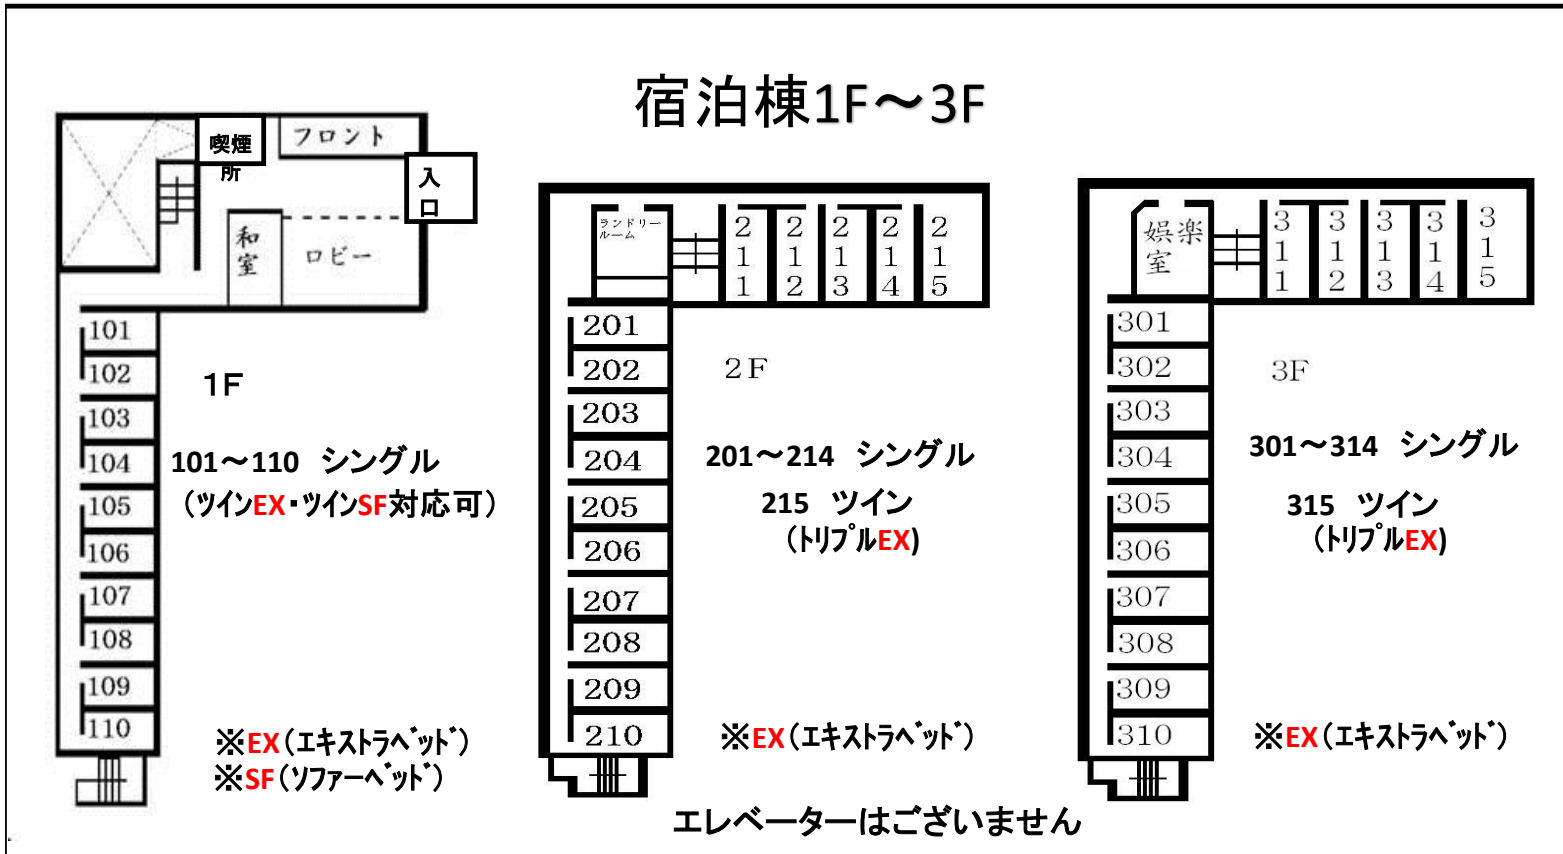 宿泊棟1F～3F
喫煙
所
フロント
入
口
和
室
ロビー
101
102
103
104
105
106
107
108
109
110
1F
101～110 シングル
（ツインEX・ツインSF対応可）
※EX（エキストラベッド）
※SF（ソファーベッド）
ランドリー
ルーム
211
212
213
214
215
201
202
203
204
205
206
207
208
209
210
2F
201～214 シングル
215 ツイン
（トリプルEX)
※EX（エキストラベッド）
娯楽
室
311
312
313
314
315
301
302
303
304
305
306
307
308
309
310
3F
301～314 シングル
315 ツイン
（トリプルEX)
※EX（エキストラベッド）
エレベーターはございません